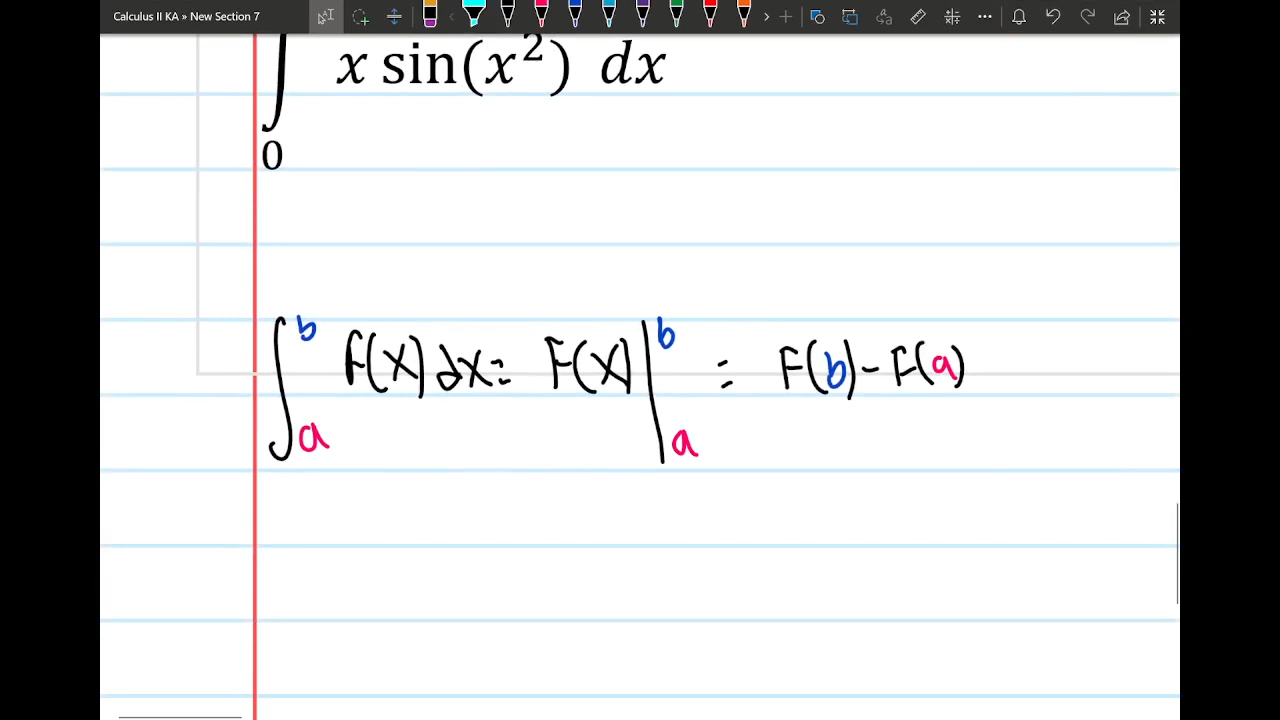 Calculus II KA » New Section 7
∫₀ x sin(x²) dx
∫ₐᵇ f(x) dx = F(x) |ₐᵇ = F(b) - F(a)